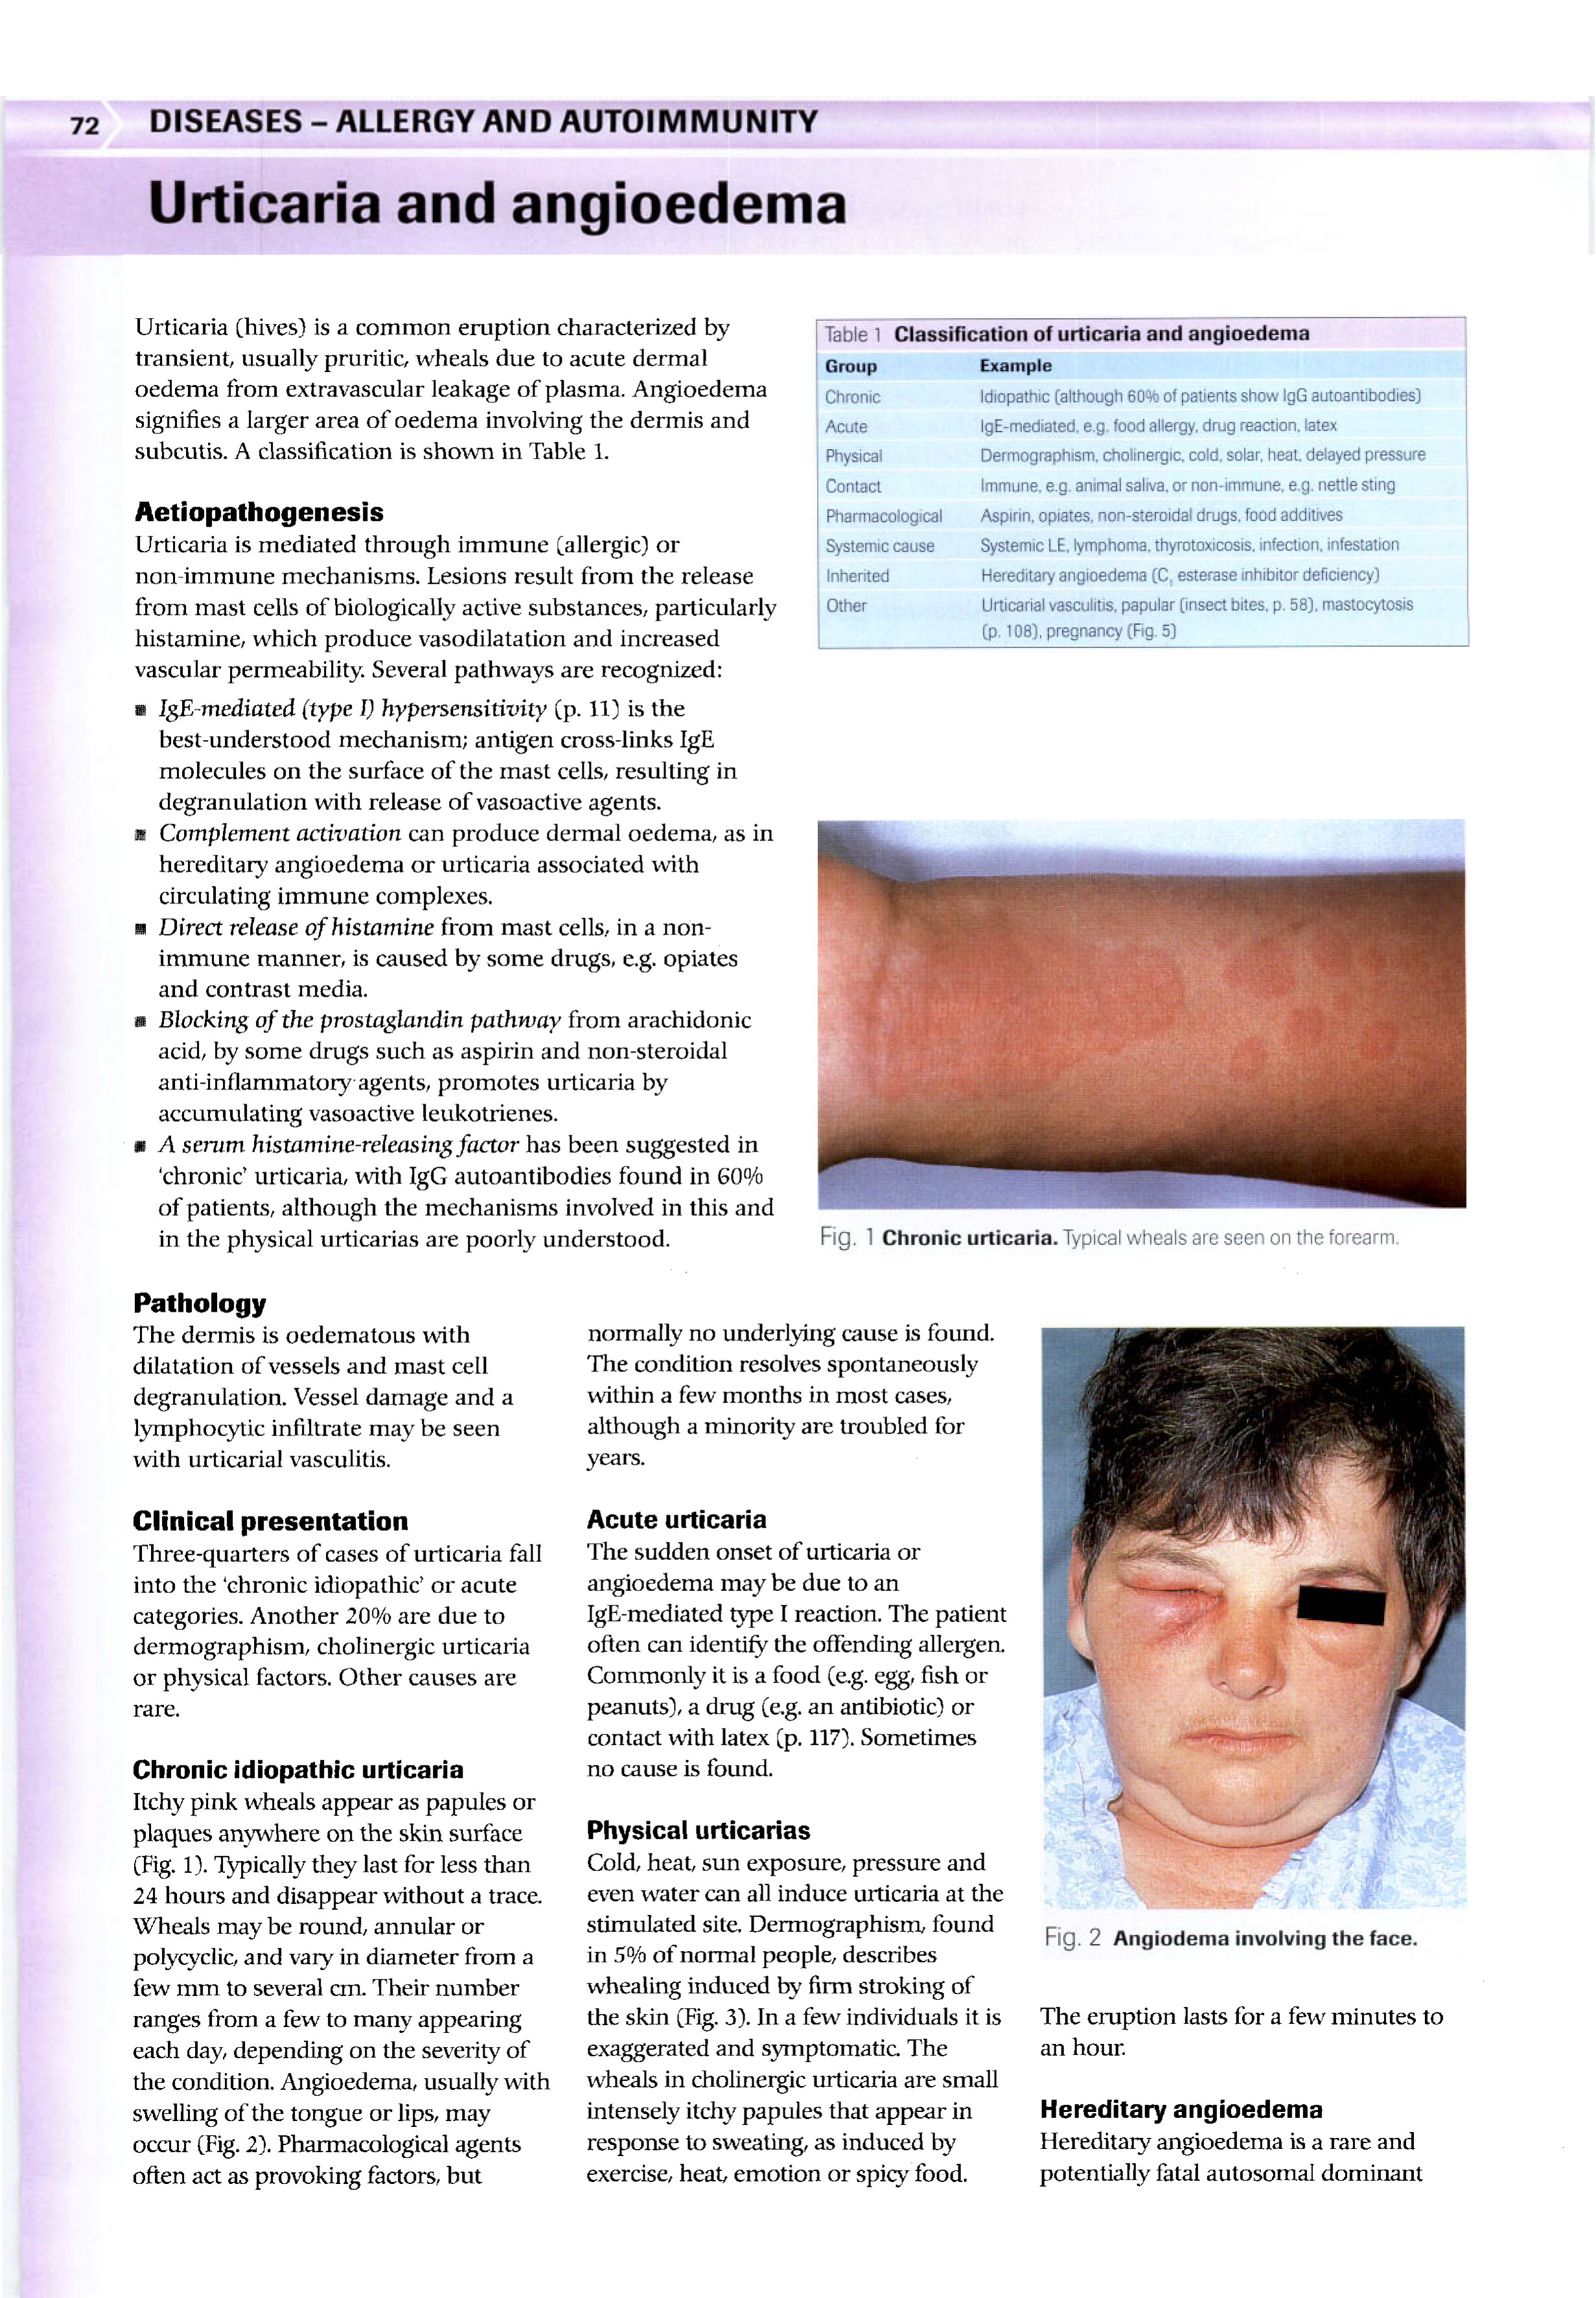 72 DISEASES – ALLERGY AND AUTOIMMUNITY
Urticaria and angioedema
Urticaria (hives) is a common eruption characterized by
transient, usually pruritic, wheals due to acute dermal
oedema from extravascular leakage of plasma. Angioedema
signifies a larger area of oedema involving the dermis and
subcutis. A classification is shown in Table 1.
Aetiopathogenesis
Urticaria is mediated through immune (allergic) or
non-immune mechanisms. Lesions result from the release
from mast cells of biologically active substances, particularly
histamine, which produce vasodilatation and increased
vascular permeability. Several pathways are recognized:
■ IgE-mediated (type I) hypersensitivity (p. 11) is the
best-understood mechanism; antigen cross-links IgE
molecules on the surface of the mast cells, resulting in
degranulation with release of vasoactive agents.
■ Complement activation can produce dermal oedema, as in
hereditary angioedema or urticaria associated with
circulating immune complexes.
■ Direct release of histamine from mast cells, in a non-
immune manner, is caused by some drugs, e.g. opiates
and contrast media.
■ Blocking of the prostaglandin pathway from arachidonic
acid, by some drugs such as aspirin and non-steroidal
anti-inflammatory agents, promotes urticaria by
accumulating vasoactive leukotrienes.
■ A serum histamine-releasing factor has been suggested in
‘chronic’ urticaria, with IgG autoantibodies found in 60%
of patients, although the mechanisms involved in this and
in the physical urticarias are poorly understood.
Table 1 Classification of urticaria and angioedema
Group Example
Chronic Idiopathic (although 60% of patients show IgG autoantibodies)
Acute IgE-mediated, e.g. food allergy, drug reaction, latex
Physical Dermographism, cholinergic, cold, solar, heat, delayed pressure
Contact Immune, e.g. animal saliva, or non-immune, e.g. nettle sting
Pharmacological Aspirin, opiates, non-steroidal drugs, food additives
Systemic cause Systemic LE, lymphoma, thyrotoxicosis, infection, infestation
Inherited Hereditary angioedema (C₁ esterase inhibitor deficiency)
Other Urticarial vasculitis, papular (insect bites, p. 58), mastocytosis
(p. 108), pregnancy (Fig. 5)
Fig. 1 Chronic urticaria. Typical wheals are seen on the forearm.
Pathology
The dermis is oedematous with
dilatation of vessels and mast cell
degranulation. Vessel damage and a
lymphocytic infiltrate may be seen
with urticarial vasculitis.
Clinical presentation
Three-quarters of cases of urticaria fall
into the ‘chronic idiopathic’ or acute
categories. Another 20% are due to
dermographism, cholinergic urticaria
or physical factors. Other causes are
rare.
Chronic idiopathic urticaria
Itchy pink wheals appear as papules or
plaques anywhere on the skin surface
(Fig. 1). Typically they last for less than
24 hours and disappear without a trace.
Wheals may be round, annular or
polycyclic, and vary in diameter from a
few mm to several cm. Their number
ranges from a few to many appearing
each day, depending on the severity of
the condition. Angioedema, usually with
swelling of the tongue or lips, may
occur (Fig. 2). Pharmacological agents
often act as provoking factors, but
normally no underlying cause is found.
The condition resolves spontaneously
within a few months in most cases,
although a minority are troubled for
years.
Acute urticaria
The sudden onset of urticaria or
angioedema may be due to an
IgE-mediated type I reaction. The patient
often can identify the offending allergen.
Commonly it is a food (e.g. egg, fish or
peanuts), a drug (e.g. an antibiotic) or
contact with latex (p. 117). Sometimes
no cause is found.
Physical urticarias
Cold, heat, sun exposure, pressure and
even water can all induce urticaria at the
stimulated site. Dermographism, found
in 5% of normal people, describes
whealing induced by firm stroking of
the skin (Fig. 3). In a few individuals it is
exaggerated and symptomatic. The
wheals in cholinergic urticaria are small
intensely itchy papules that appear in
response to sweating, as induced by
exercise, heat, emotion or spicy food.
Fig. 2 Angiodema involving the face.
The eruption lasts for a few minutes to
an hour.
Hereditary angioedema
Hereditary angioedema is a rare and
potentially fatal autosomal dominant